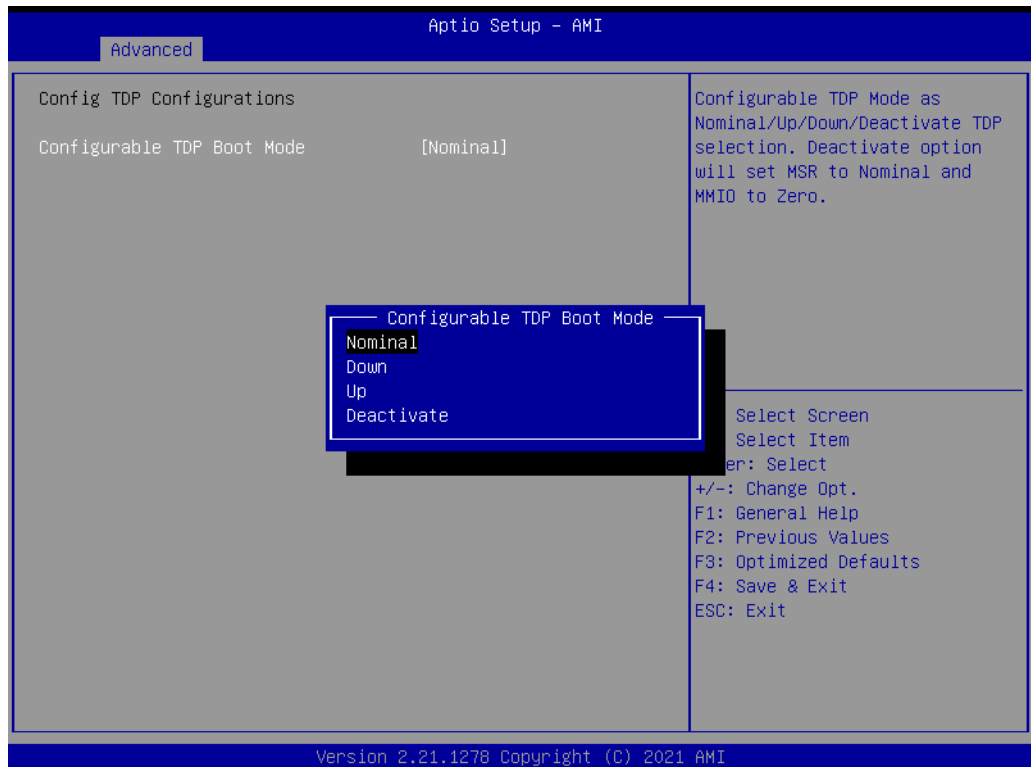 Aptio Setup – AMI
Advanced
Config TDP Configurations
Configurable TDP Boot Mode [Nominal]
Configurable TDP Mode as
Nominal/Up/Down/Deactivate TDP
selection. Deactivate option
will set MSR to Nominal and
MMIO to Zero.
Configurable TDP Boot Mode
Nominal
Down
Up
Deactivate
Select Screen
Select Item
er: Select
+/-: Change Opt.
F1: General Help
F2: Previous Values
F3: Optimized Defaults
F4: Save & Exit
ESC: Exit
Version 2.21.1278 Copyright (C) 2021 AMI